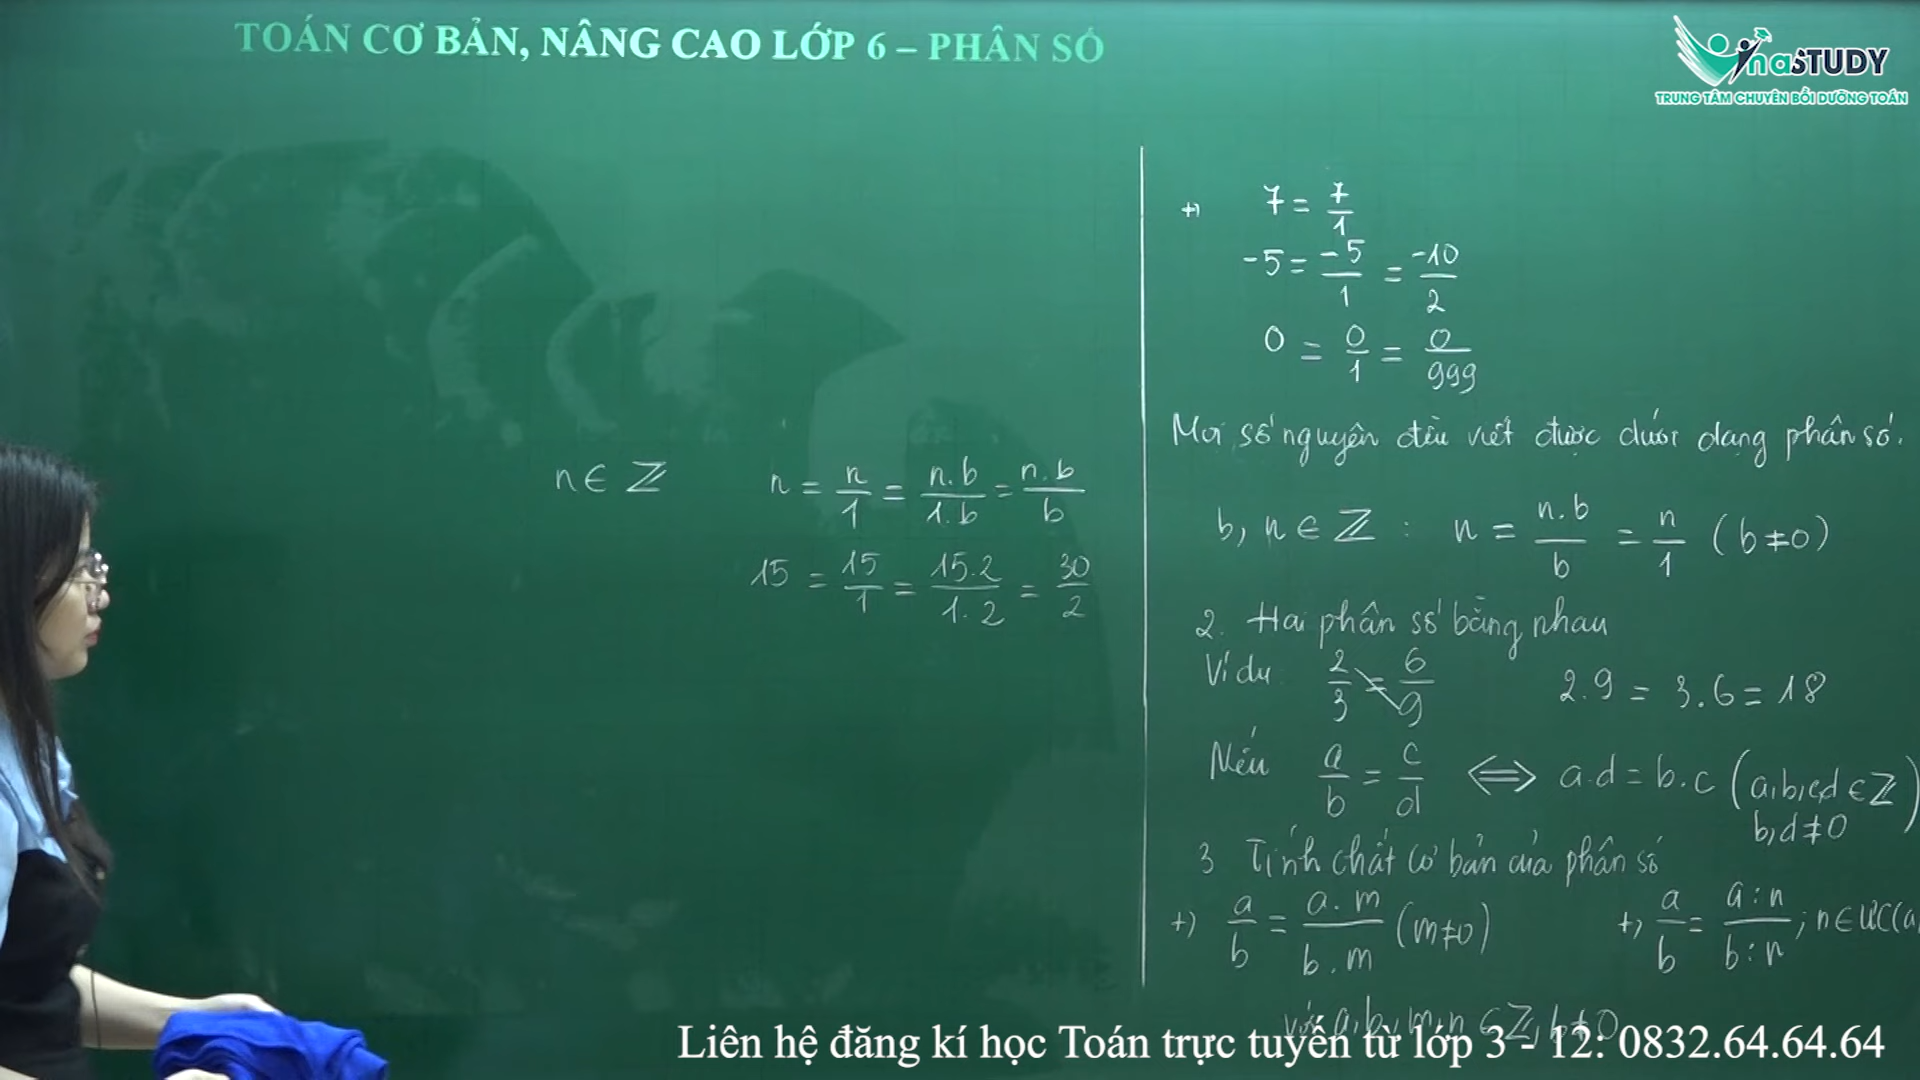 TOÁN CƠ BẢN, NÂNG CAO LỚP 6 – PHÂN SỐ
VinaSTUDY
TRUNG TÂM CHUYÊN BỒI DƯỠNG TOÁN
n ∈ ℤ
n = n/1 = n.b/1.b = n.b/b
15 = 15/1 = 15.2/1.2 = 30/2
+) 7 = 7/1
-5 = -5/1 = -10/2
0 = 0/1 = 0/999
Mọi số nguyên đều viết được dưới dạng phân số.
b, n ∈ ℤ : n = n.b/b = n/1 (b≠0)
2. Hai phân số bằng nhau
Ví dụ: 2/3 = 6/9 2.9 = 3.6 = 18
Nếu a/b = c/d ⟺ a.d = b.c (a,b,c,d ∈ ℤ
b,d ≠ 0)
3 Tính chất cơ bản của phân số
+) a/b = a.m/b.m (m≠0) +) a/b = a:n/b:n ; n ∈ ƯC(a,
với a,b,m,n ∈ ℤ, b≠0
Liên hệ đăng kí học Toán trực tuyến từ lớp 3 - 12: 0832.64.64.64